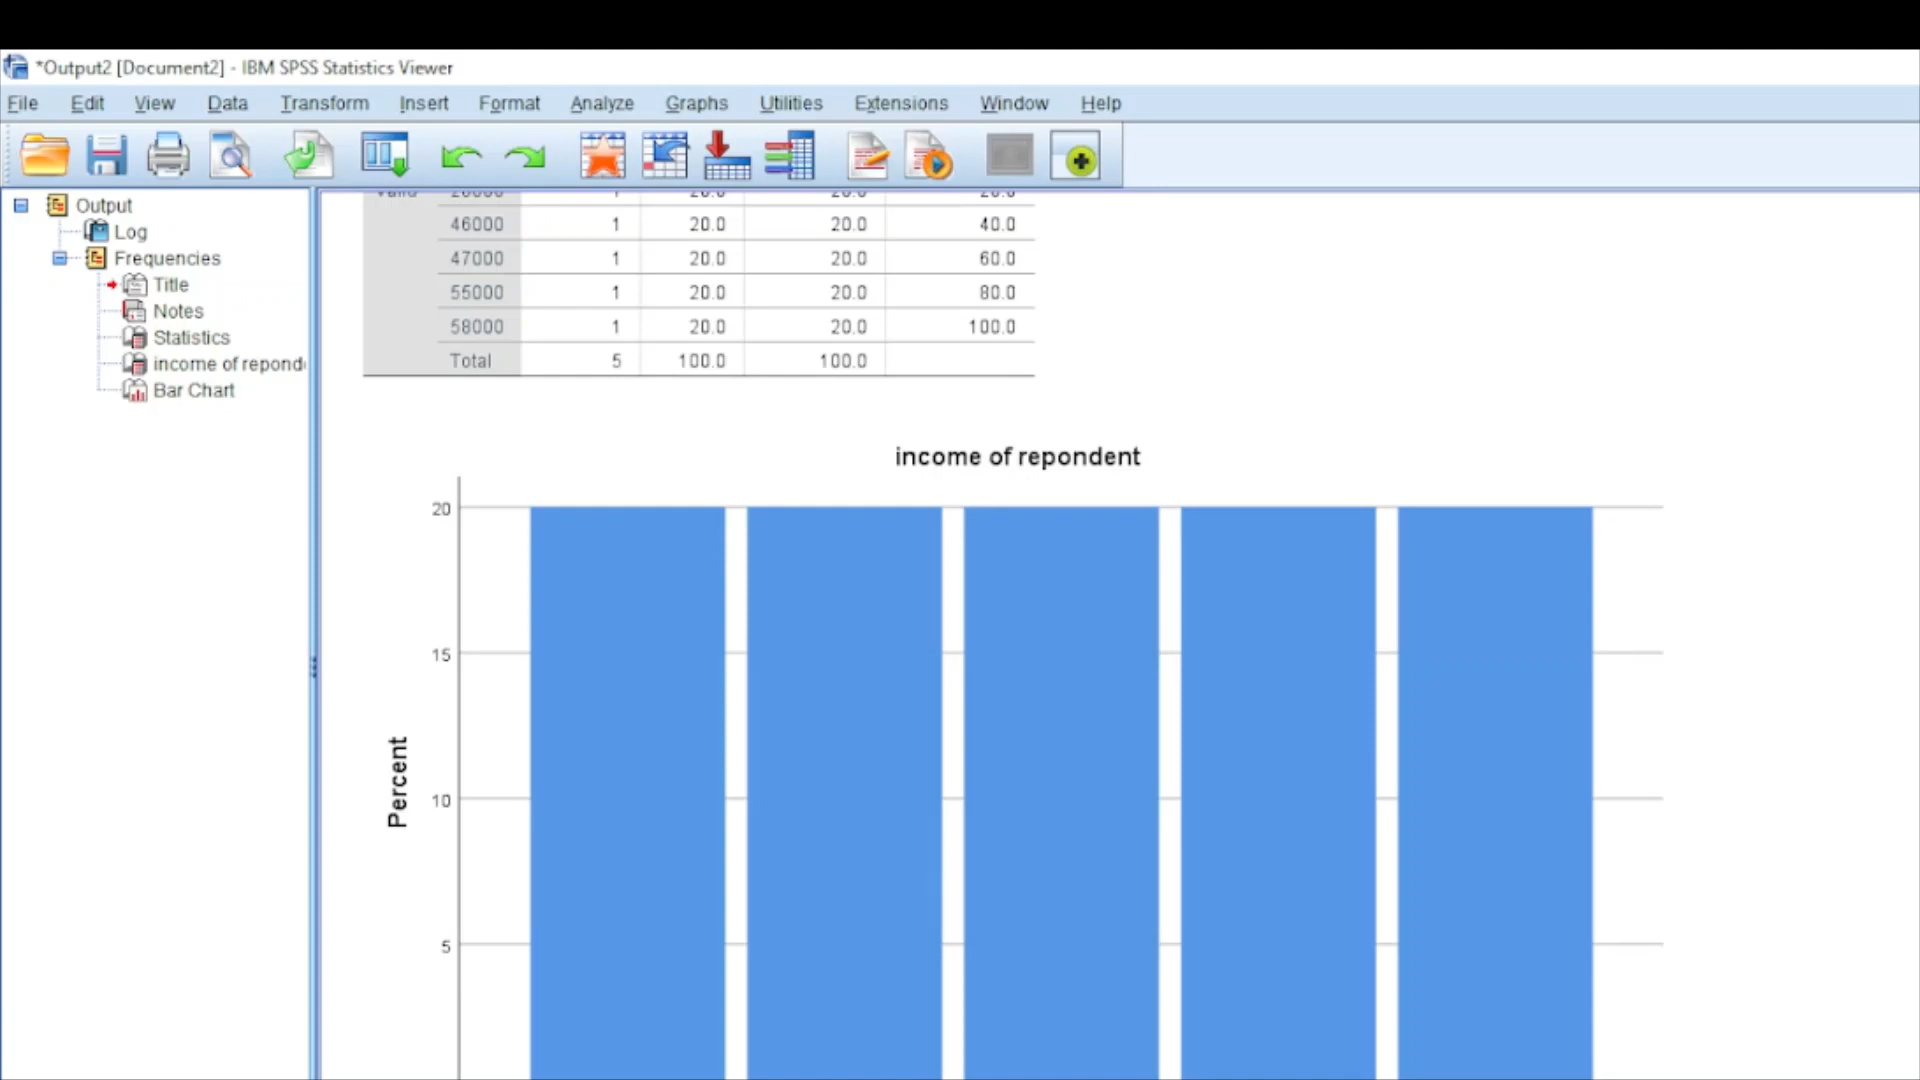 *Output2 [Document2] - IBM SPSS Statistics Viewer
File Edit View Data Transform Insert Format Analyze Graphs Utilities Extensions Window Help
Output
Log
Frequencies
Title
Notes
Statistics
income of repond
Bar Chart
46000 1 20.0 20.0 40.0
47000 1 20.0 20.0 60.0
55000 1 20.0 20.0 80.0
58000 1 20.0 20.0 100.0
Total 5 100.0 100.0
income of repondent
20
15
Percent
10
5